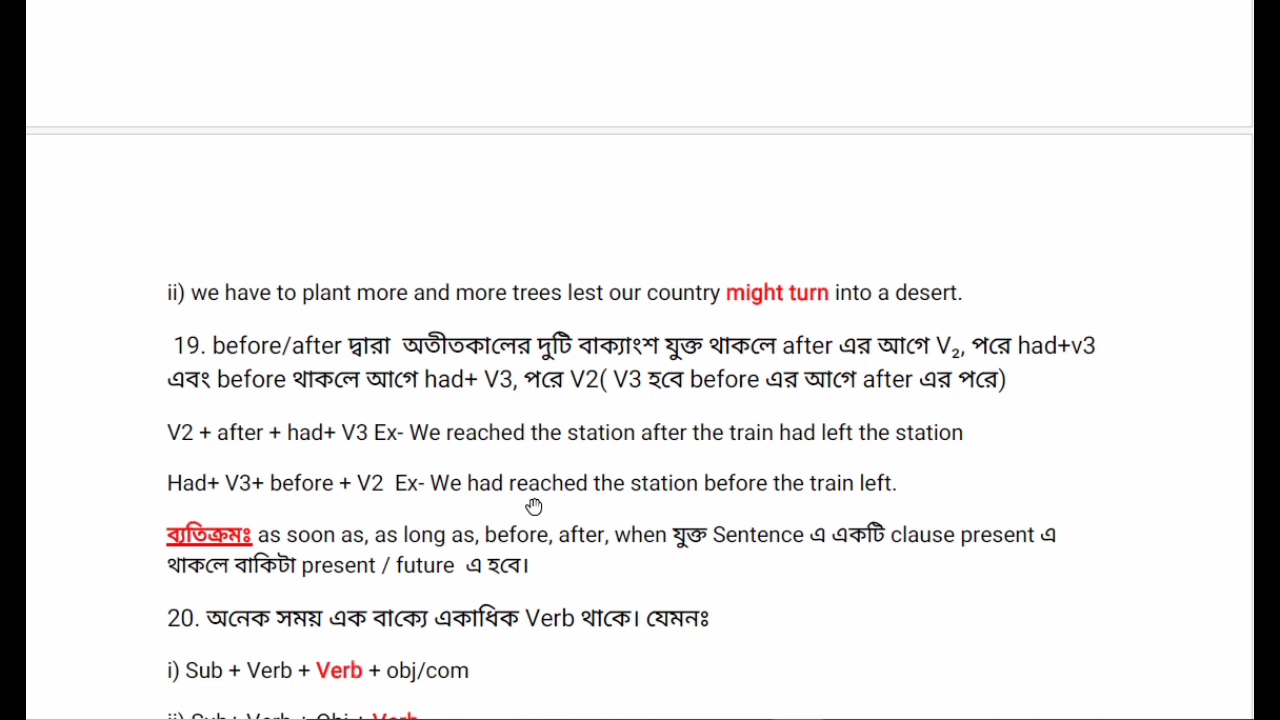 ii) we have to plant more and more trees lest our country might turn into a desert.
19. before/after দ্বারা অতীতকালের দুটি বাক্যাংশ যুক্ত থাকলে after এর আগে V₂, পরে had+v3
এবং before থাকলে আগে had+ V3, পরে V2( V3 হবে before এর আগে after এর পরে)
V2 + after + had+ V3 Ex- We reached the station after the train had left the station
Had+ V3+ before + V2 Ex- We had reached the station before the train left.
ব্যতিক্রমঃ as soon as, as long as, before, after, when যুক্ত Sentence এ একটি clause present এ
থাকলে বাকিটা present / future এ হবে।
20. অনেক সময় এক বাক্যে একাধিক Verb থাকে। যেমনঃ
i) Sub + Verb + Verb + obj/com
ii) Sub+ Verb + Obj + Verb